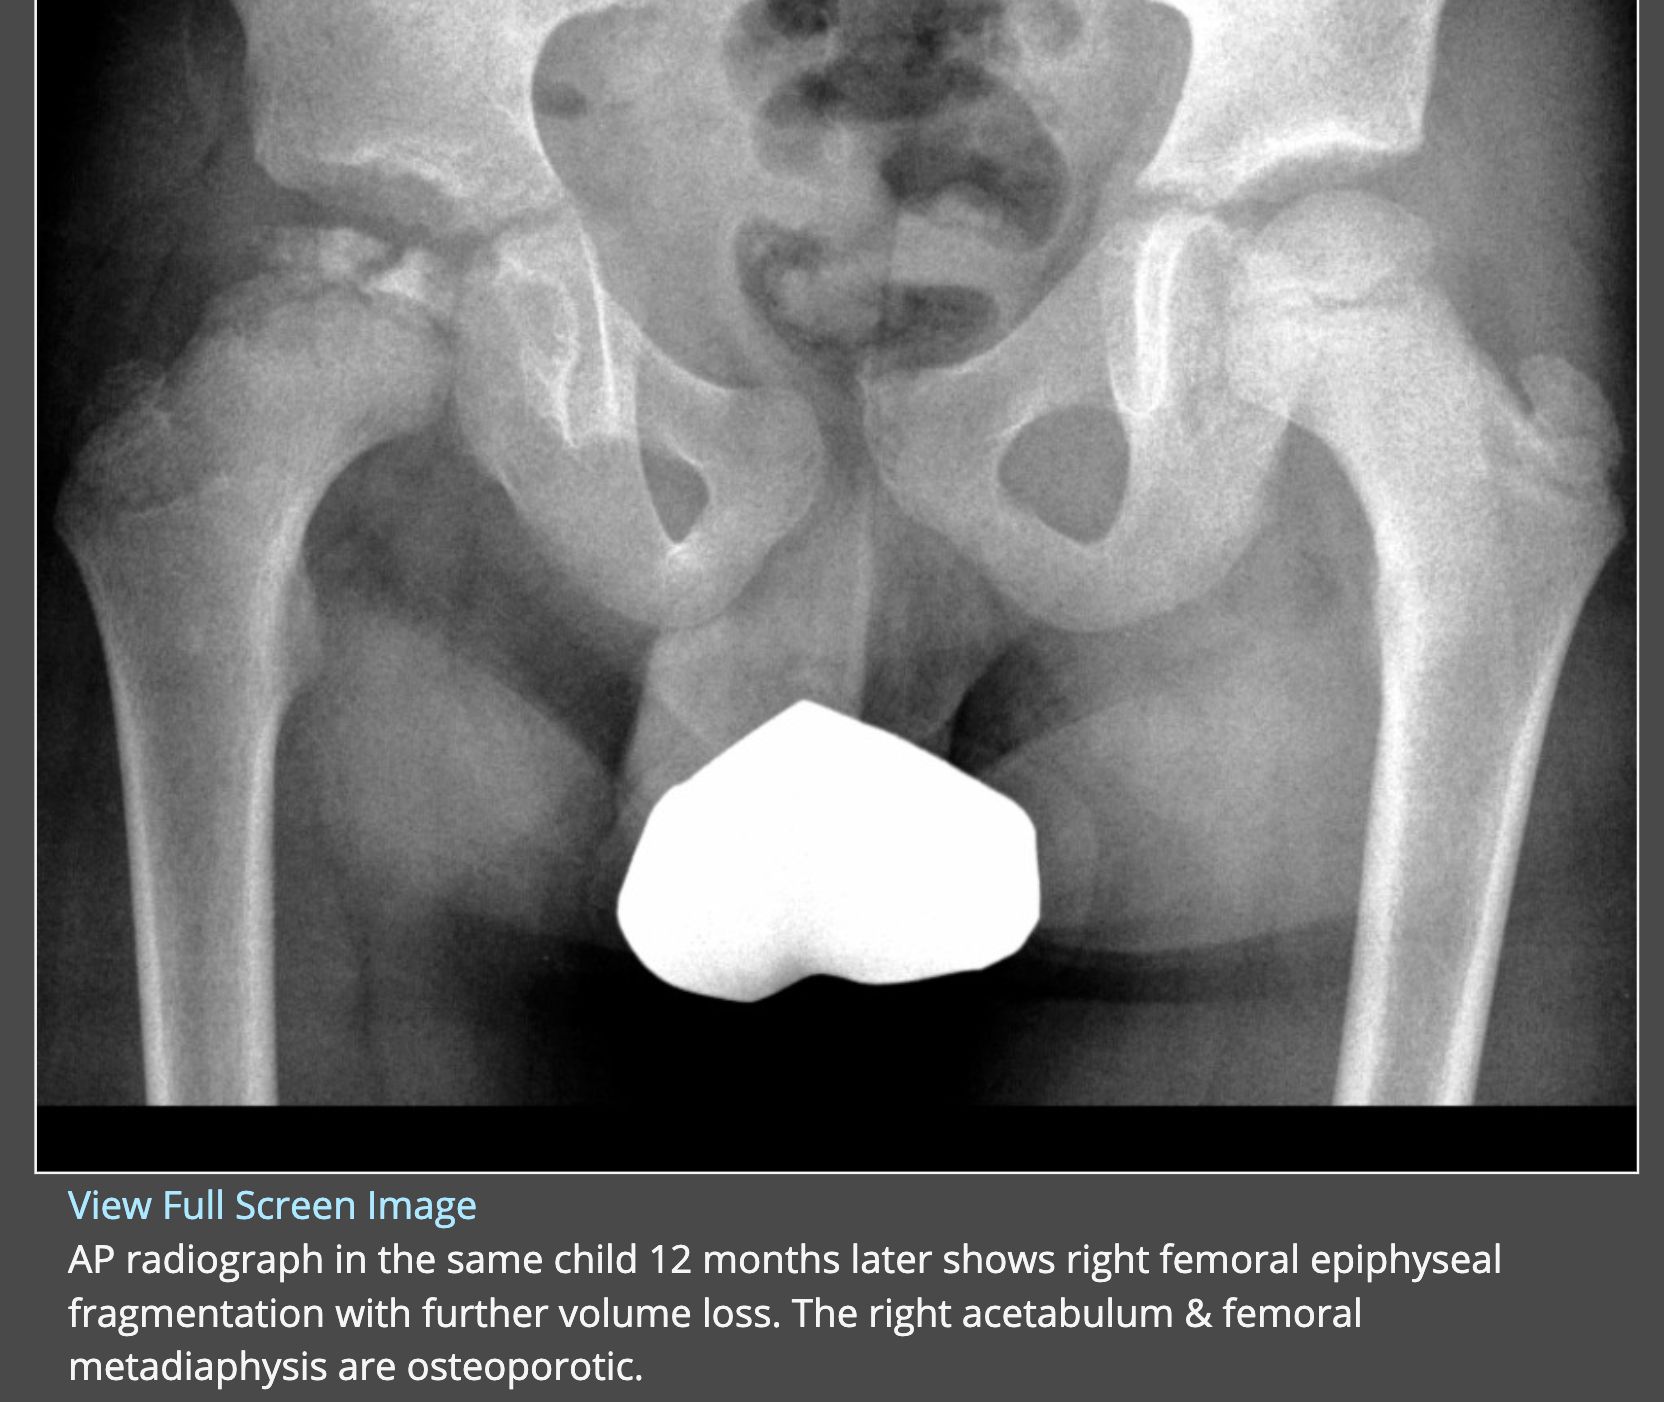 View Full Screen Image
AP radiograph in the same child 12 months later shows right femoral epiphyseal
fragmentation with further volume loss. The right acetabulum & femoral
metadiaphysis are osteoporotic.